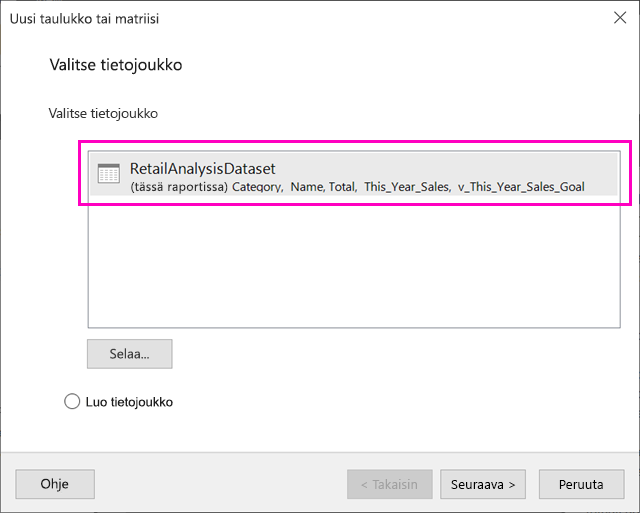 Uusi taulukko tai matriisi
Valitse tietojoukko
Valitse tietojoukko
RetailAnalysisDataset
(tässä raportissa) Category, Name, Total, This_Year_Sales, v_This_Year_Sales_Goal
Selaa...
Luo tietojoukko
Ohje
< Takaisin
Seuraava >
Peruuta